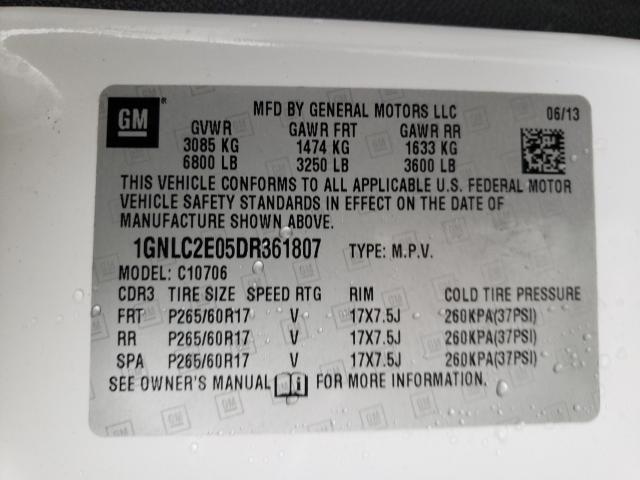 GM ®
MFD BY GENERAL MOTORS LLC 06/13
GVWR GAWR FRT GAWR RR
3085 KG 1474 KG 1633 KG
6800 LB 3250 LB 3600 LB
THIS VEHICLE CONFORMS TO ALL APPLICABLE U.S. FEDERAL MOTOR
VEHICLE SAFETY STANDARDS IN EFFECT ON THE DATE OF
MANUFACTURE SHOWN ABOVE.
1GNLC2E05DR361807 TYPE: M.P.V.
MODEL: C10706
CDR3 TIRE SIZE SPEED RTG RIM COLD TIRE PRESSURE
FRT P265/60R17 V 17X7.5J 260KPA(37PSI)
RR P265/60R17 V 17X7.5J 260KPA(37PSI)
SPA P265/60R17 V 17X7.5J 260KPA(37PSI)
SEE OWNER'S MANUAL FOR MORE INFORMATION.